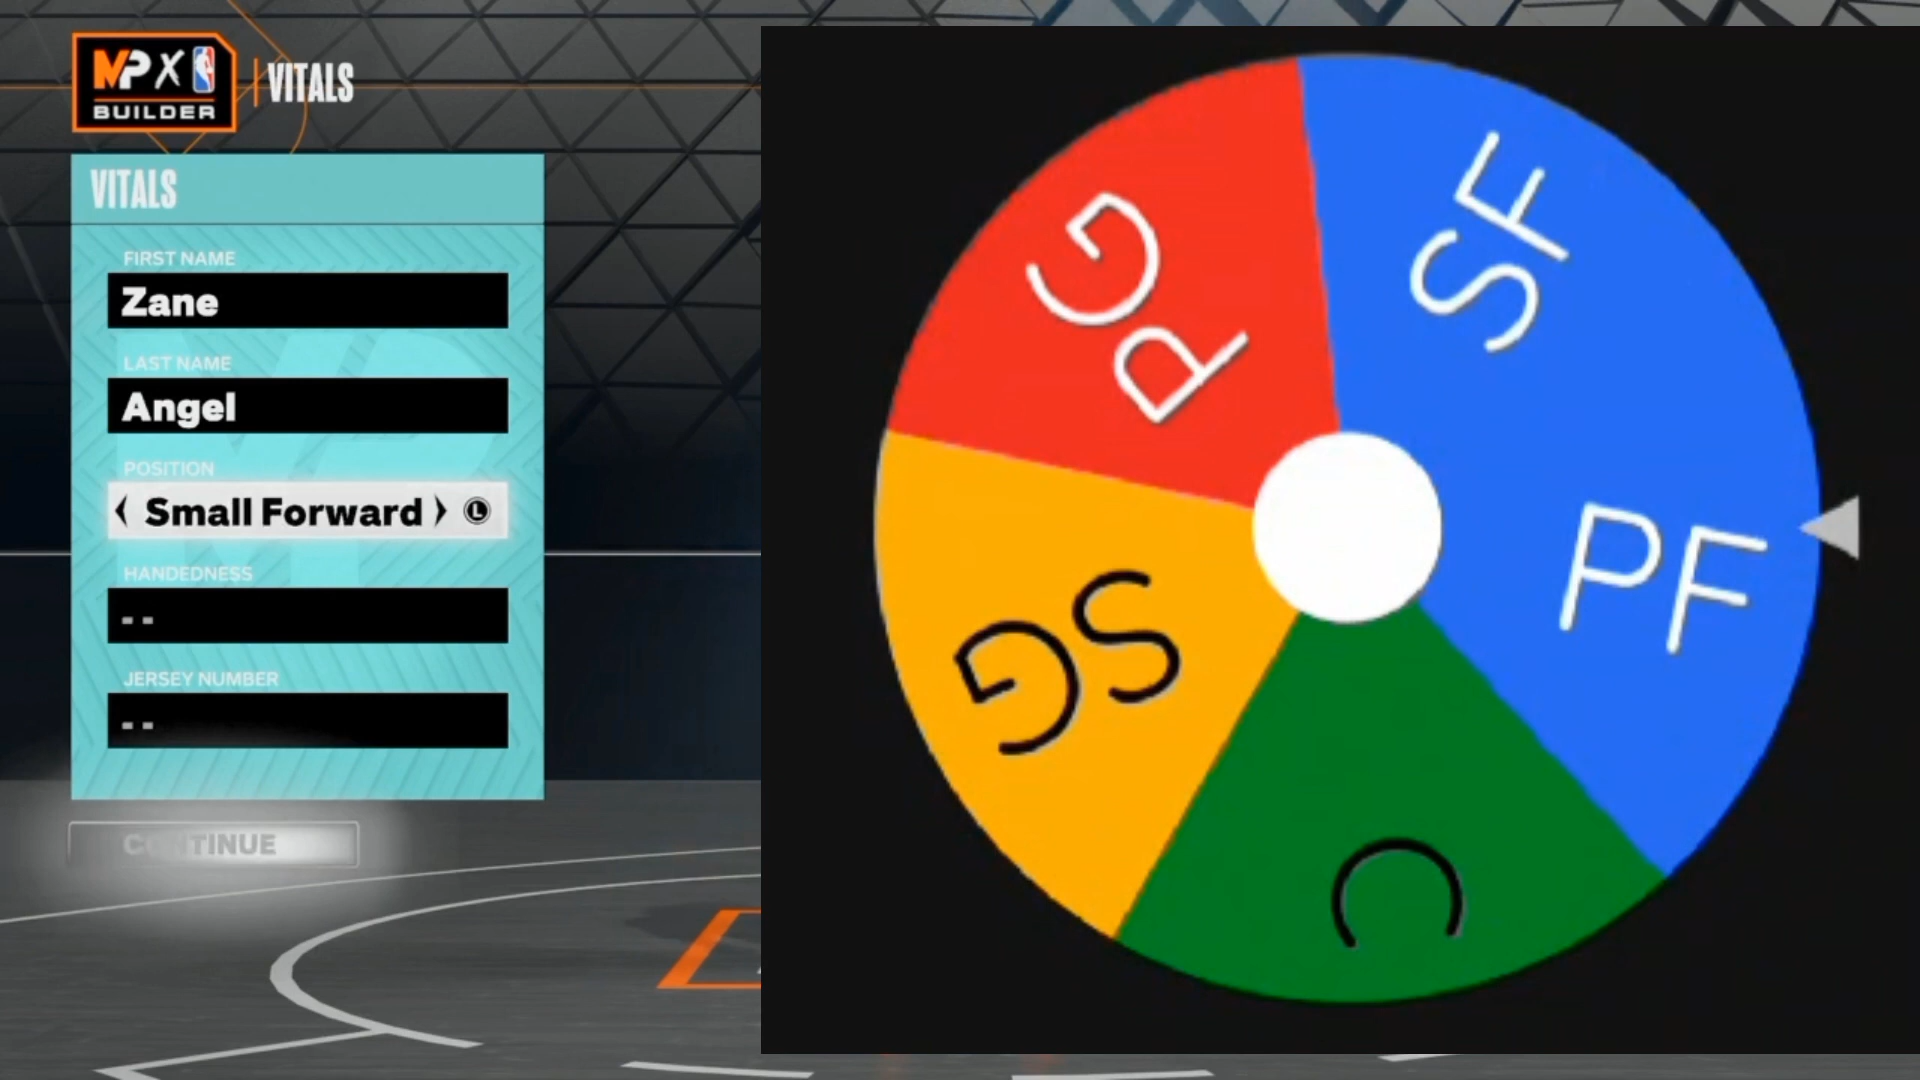 MP X
BUILDER
VITALS
VITALS
FIRST NAME
Zane
LAST NAME
Angel
POSITION
Small Forward
L
HANDEDNESS
--
JERSEY NUMBER
--
CONTINUE
PG
SF
PF
SG
C